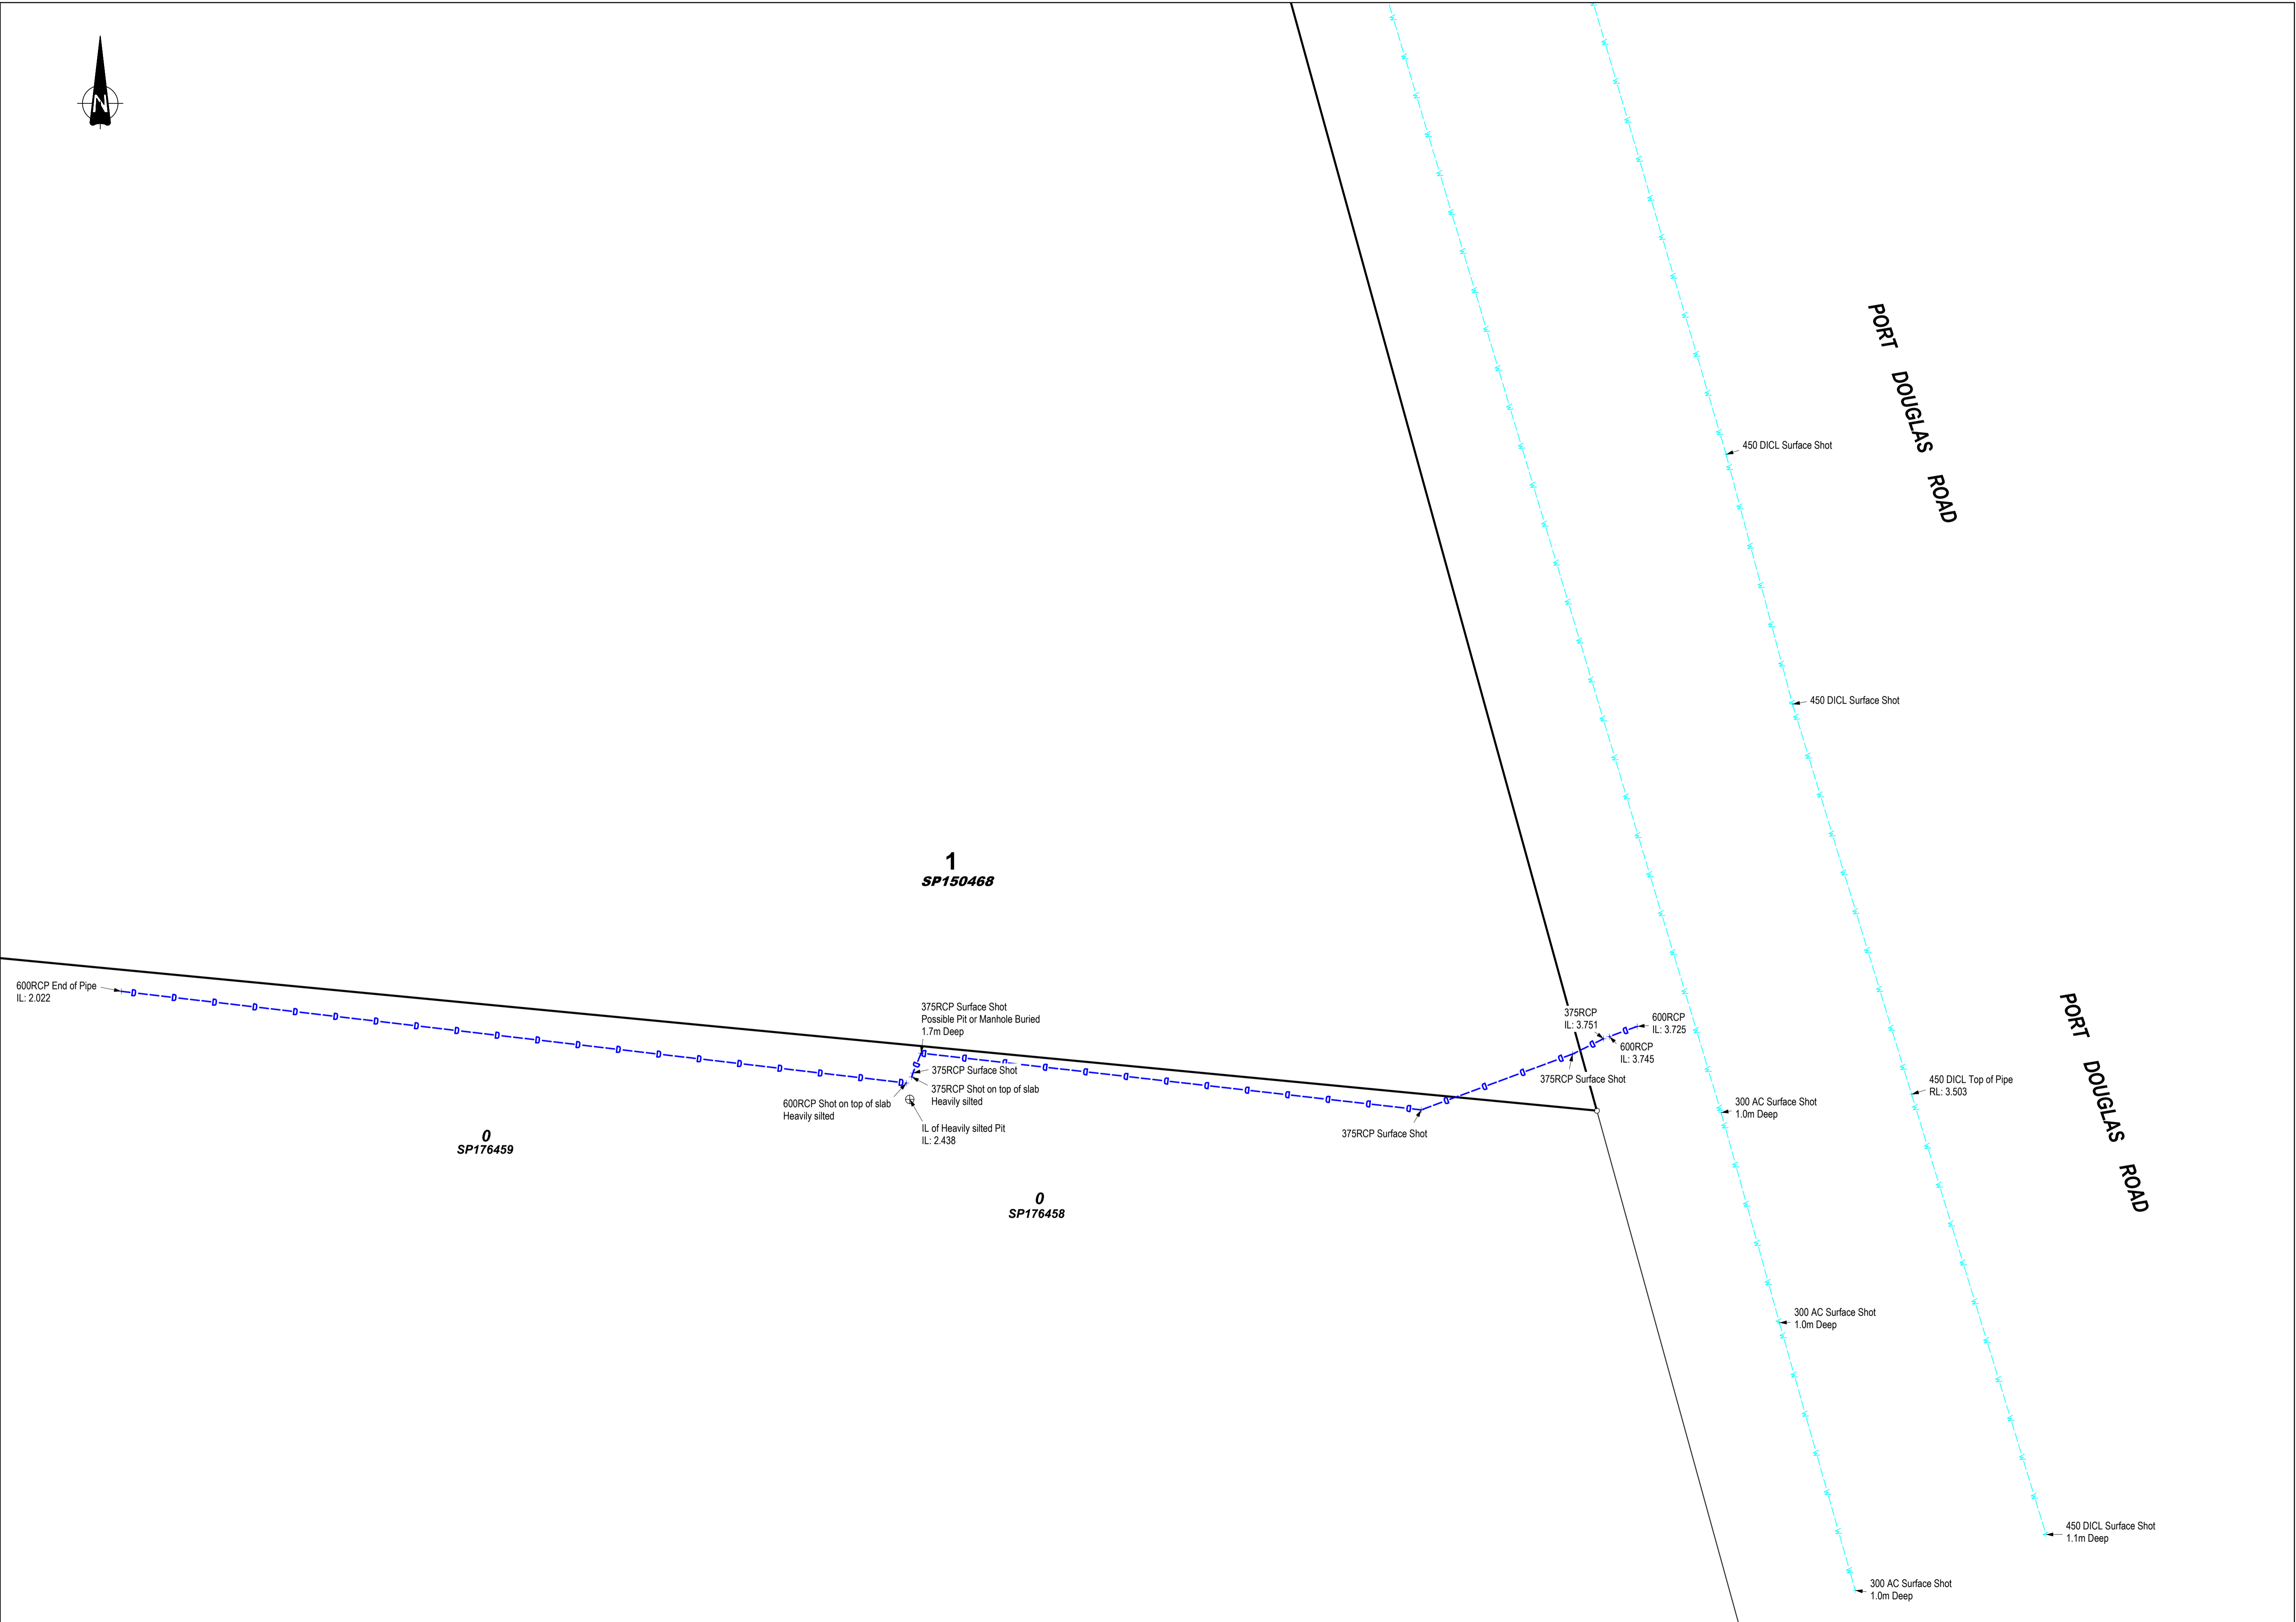 N
PORT DOUGLAS ROAD
450 DICL Surface Shot
450 DICL Surface Shot
1
SP150468
600RCP End of Pipe
IL: 2.022
375RCP Surface Shot
Possible Pit or Manhole Buried
1.7m Deep
375RCP Surface Shot
375RCP Shot on top of slab
Heavily silted
600RCP Shot on top of slab
Heavily silted
IL of Heavily silted Pit
IL: 2.438
375RCP
IL: 3.751
600RCP
IL: 3.725
600RCP
IL: 3.745
375RCP Surface Shot
375RCP Surface Shot
0
SP176459
0
SP176458
PORT DOUGLAS ROAD
450 DICL Top of Pipe
RL: 3.503
300 AC Surface Shot
1.0m Deep
300 AC Surface Shot
1.0m Deep
450 DICL Surface Shot
1.1m Deep
300 AC Surface Shot
1.0m Deep